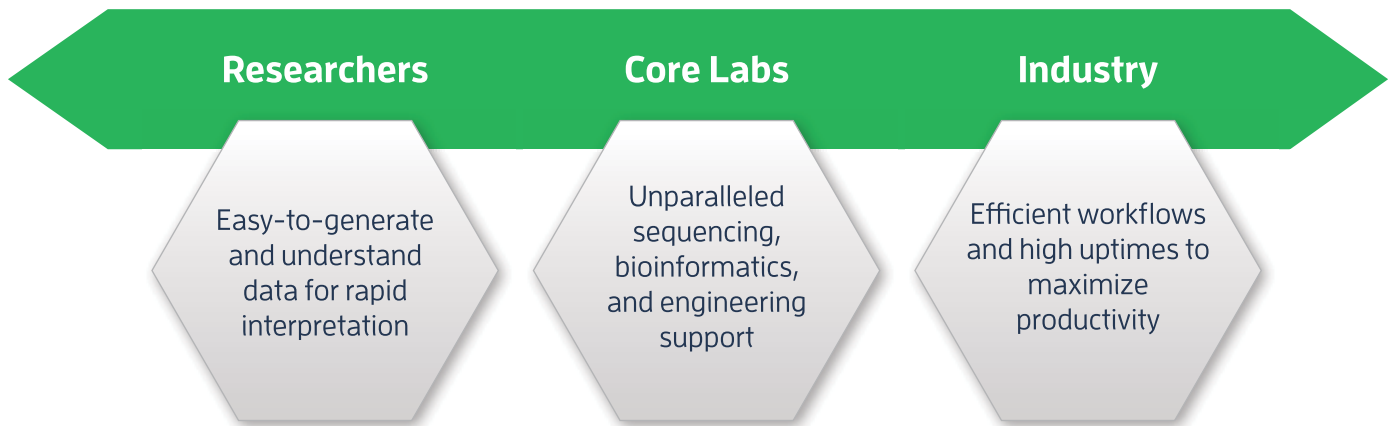 Researchers
Core Labs
Industry
Easy-to-generate
and understand
data for rapid
interpretation
Unparalleled
sequencing,
bioinformatics,
and engineering
support
Efficient workflows
and high uptimes to
maximize
productivity